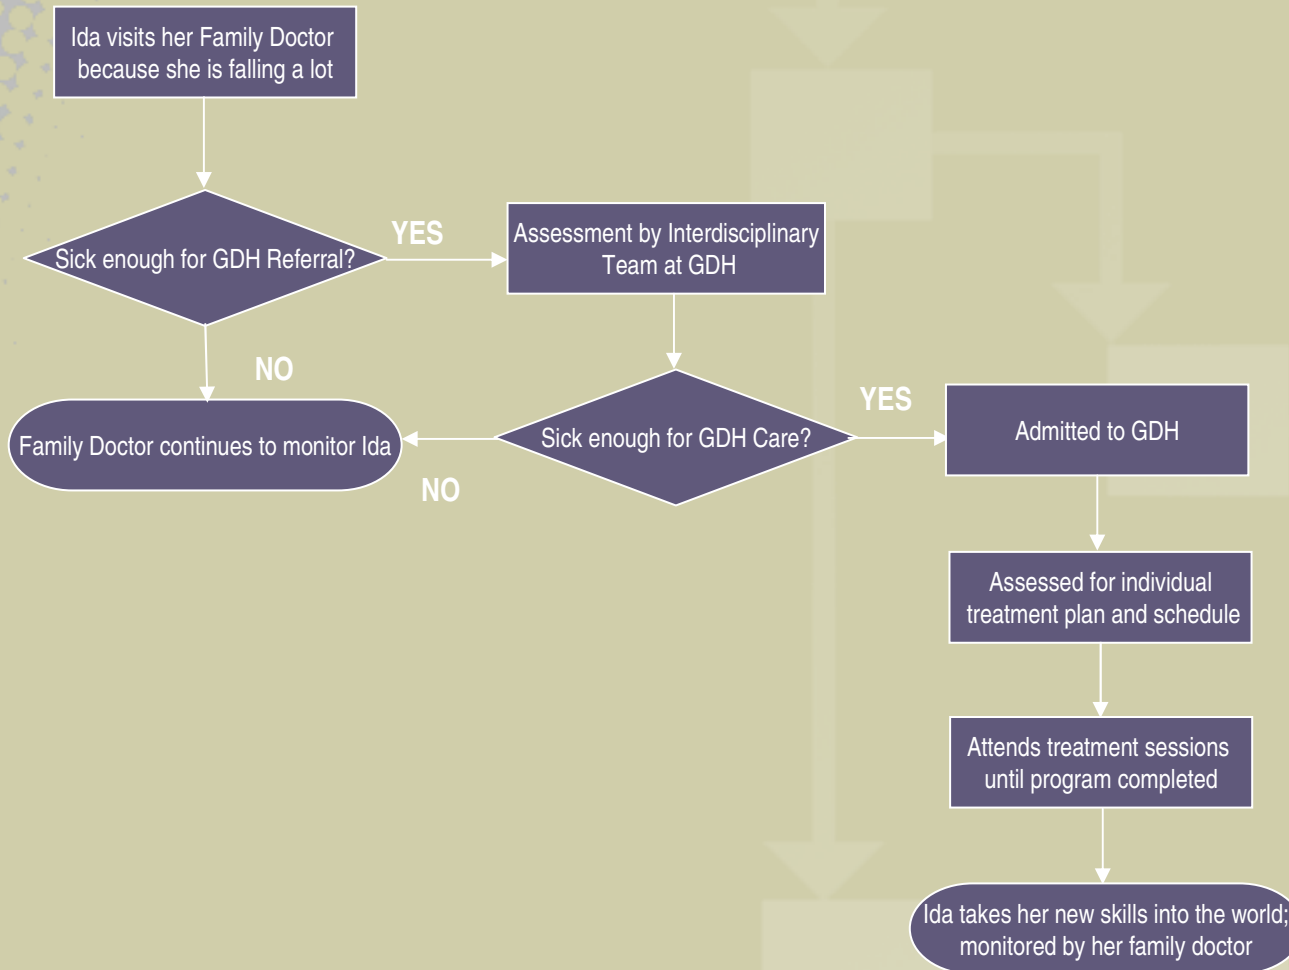 Ida visits her Family Doctor
because she is falling a lot
Sick enough for GDH Referral?
YES
Assessment by Interdisciplinary
Team at GDH
NO
Family Doctor continues to monitor Ida
Sick enough for GDH Care?
YES
NO
Admitted to GDH
Assessed for individual
treatment plan and schedule
Attends treatment sessions
until program completed
Ida takes her new skills into the world;
monitored by her family doctor